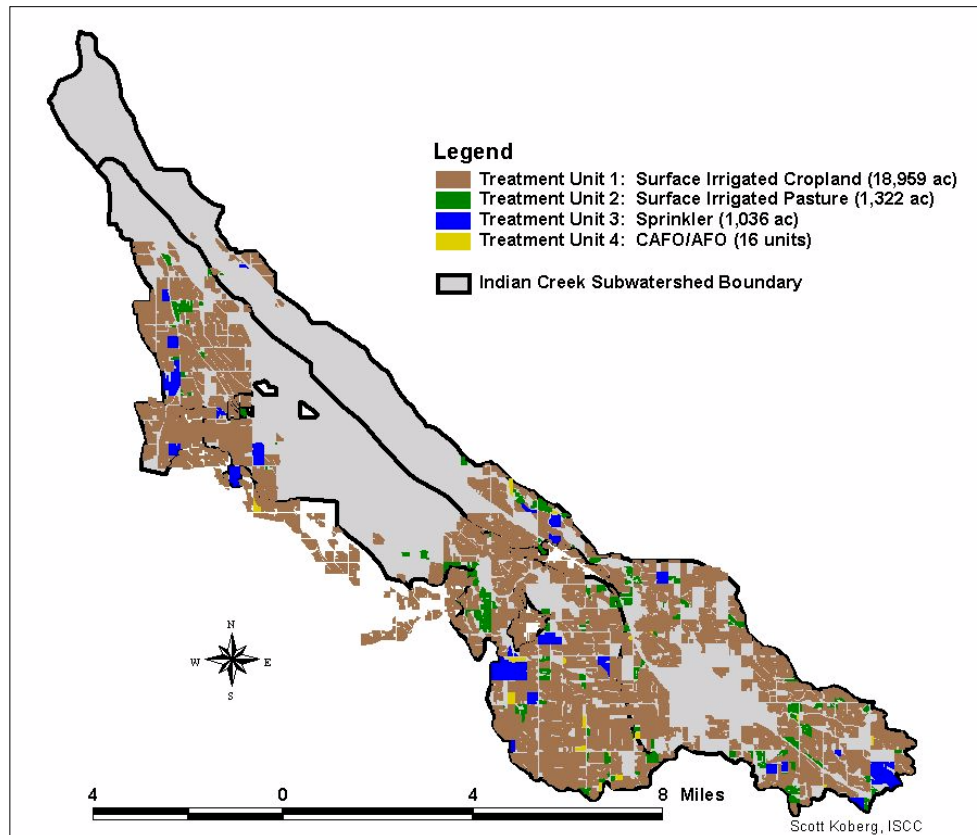 Legend
Treatment Unit 1: Surface Irrigated Cropland (18,959 ac)
Treatment Unit 2: Surface Irrigated Pasture (1,322 ac)
Treatment Unit 3: Sprinkler (1,036 ac)
Treatment Unit 4: CAFO/AFO (16 units)
Indian Creek Subwatershed Boundary
N
W E
S
4 0 4 8 Miles
Scott Koberg, ISCC